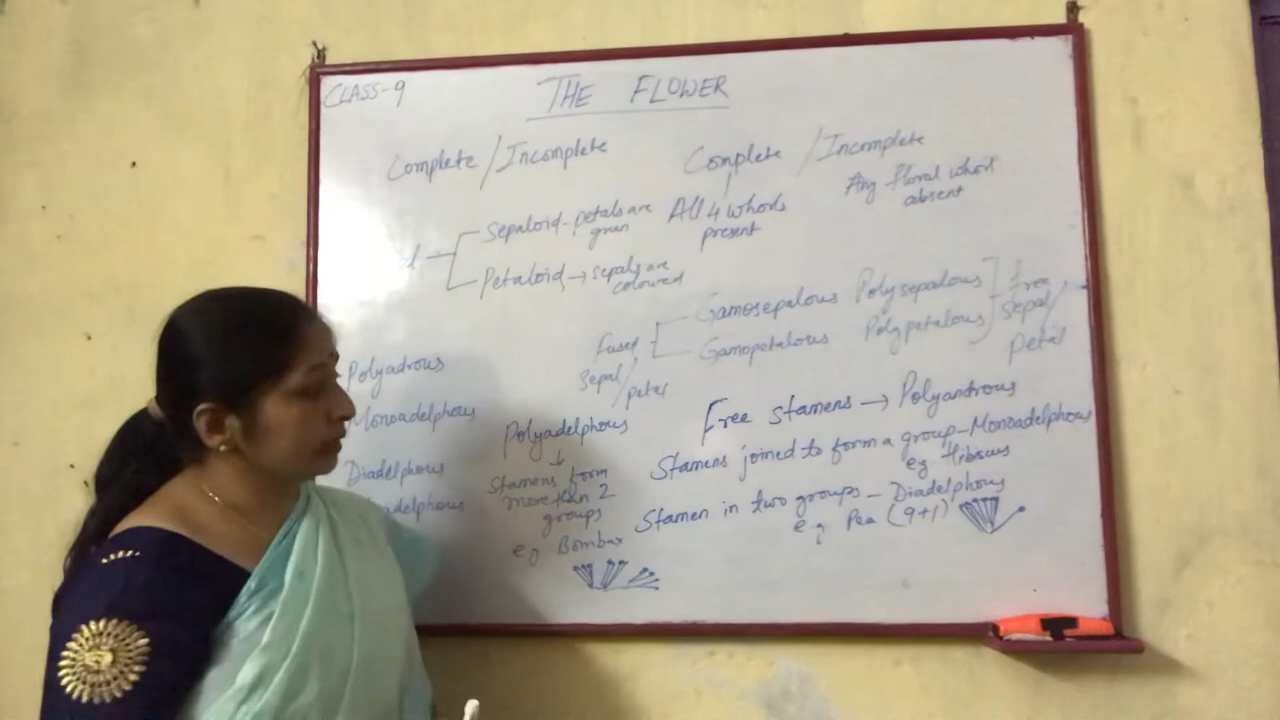 CLASS-9
THE FLOWER
Complete / Incomplete
Complete / Incomplete
All 4 whorls
present
Any floral whorl
absent
Sepaloid - petals are
green
Petaloid → sepals are
coloured
Fused
Sepal/
petal
Gamosepalous Polysepalous
Gamopetalous Polypetalous
free
Sepal/
Petal
Polyadrous
Monoadelphous
Diadelphous
Polyadelphous
↓
Stamens form
more than 2
groups
eg Bombax
Free stamens → Polyandrous
Stamens joined to form a group - Monoadelphous
eg Hibiscus
Stamen in two groups - Diadelphous
eg Pea (9+1)